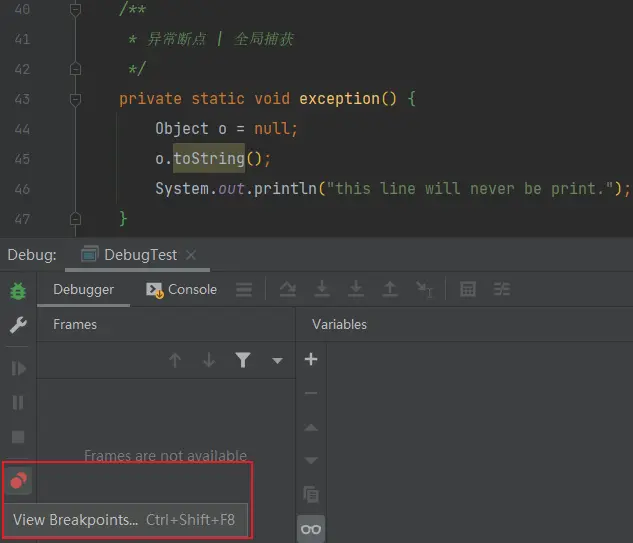 40 /**
41 * 异常断点 | 全局捕获
42 */
43 private static void exception() {
44 Object o = null;
45 o.toString();
46 System.out.println("this line will never be print.");
47 }
Debug: DebugTest
Debugger Console
Frames Variables
Frames are not available
View Breakpoints... Ctrl+Shift+F8